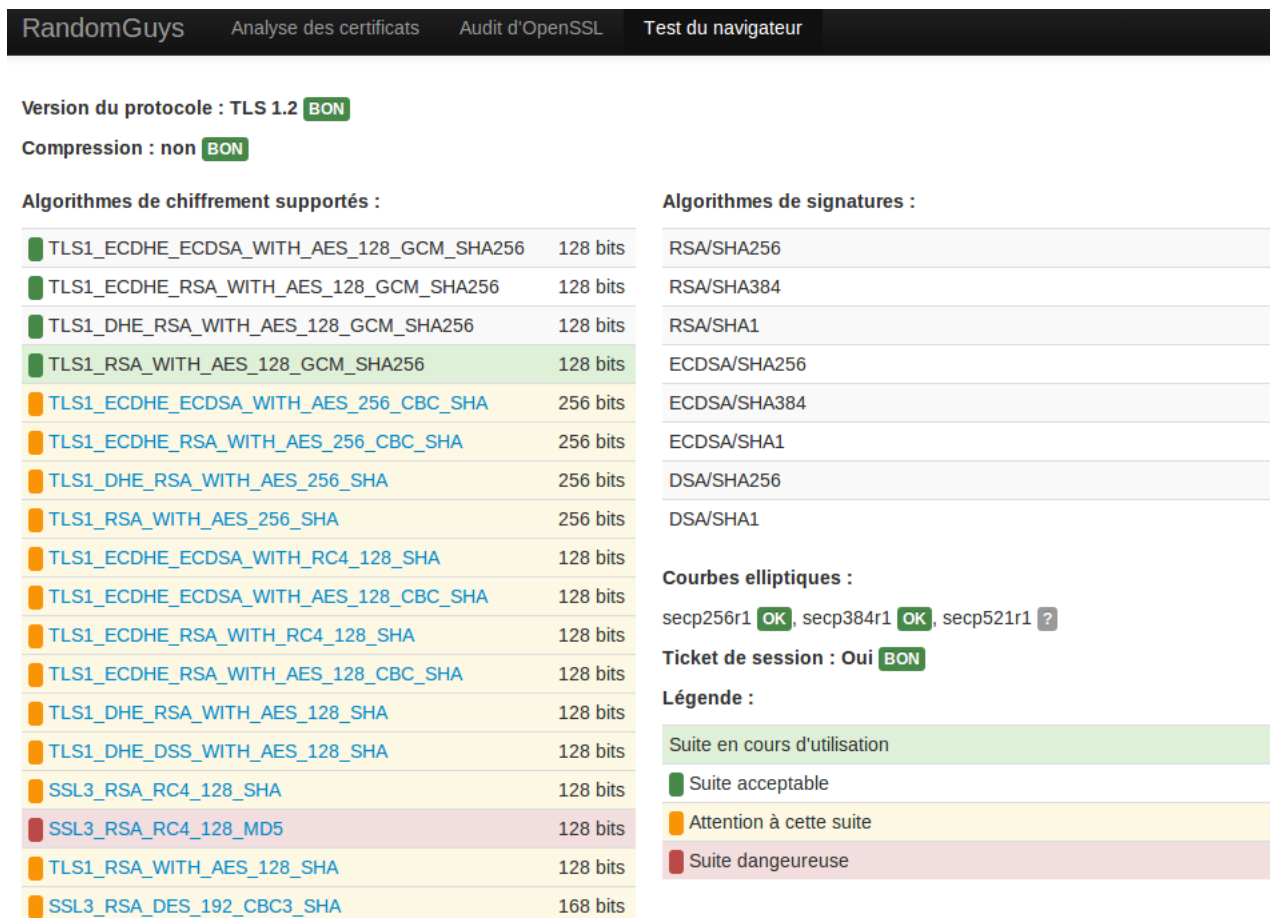 RandomGuys Analyse des certificats Audit d'OpenSSL Test du navigateur
Version du protocole : TLS 1.2 BON
Compression : non BON
Algorithmes de chiffrement supportés :
TLS1_ECDHE_ECDSA_WITH_AES_128_GCM_SHA256 128 bits
TLS1_ECDHE_RSA_WITH_AES_128_GCM_SHA256 128 bits
TLS1_DHE_RSA_WITH_AES_128_GCM_SHA256 128 bits
TLS1_RSA_WITH_AES_128_GCM_SHA256 128 bits
TLS1_ECDHE_ECDSA_WITH_AES_256_CBC_SHA 256 bits
TLS1_ECDHE_RSA_WITH_AES_256_CBC_SHA 256 bits
TLS1_DHE_RSA_WITH_AES_256_SHA 256 bits
TLS1_RSA_WITH_AES_256_SHA 256 bits
TLS1_ECDHE_ECDSA_WITH_RC4_128_SHA 128 bits
TLS1_ECDHE_ECDSA_WITH_AES_128_CBC_SHA 128 bits
TLS1_ECDHE_RSA_WITH_RC4_128_SHA 128 bits
TLS1_ECDHE_RSA_WITH_AES_128_CBC_SHA 128 bits
TLS1_DHE_RSA_WITH_AES_128_SHA 128 bits
TLS1_DHE_DSS_WITH_AES_128_SHA 128 bits
SSL3_RSA_RC4_128_SHA 128 bits
SSL3_RSA_RC4_128_MD5 128 bits
TLS1_RSA_WITH_AES_128_SHA 128 bits
SSL3_RSA_DES_192_CBC3_SHA 168 bits
Algorithmes de signatures :
RSA/SHA256
RSA/SHA384
RSA/SHA1
ECDSA/SHA256
ECDSA/SHA384
ECDSA/SHA1
DSA/SHA256
DSA/SHA1
Courbes elliptiques :
secp256r1 OK, secp384r1 OK, secp521r1 ?
Ticket de session : Oui BON
Légende :
Suite en cours d'utilisation
Suite acceptable
Attention à cette suite
Suite dangeureuse